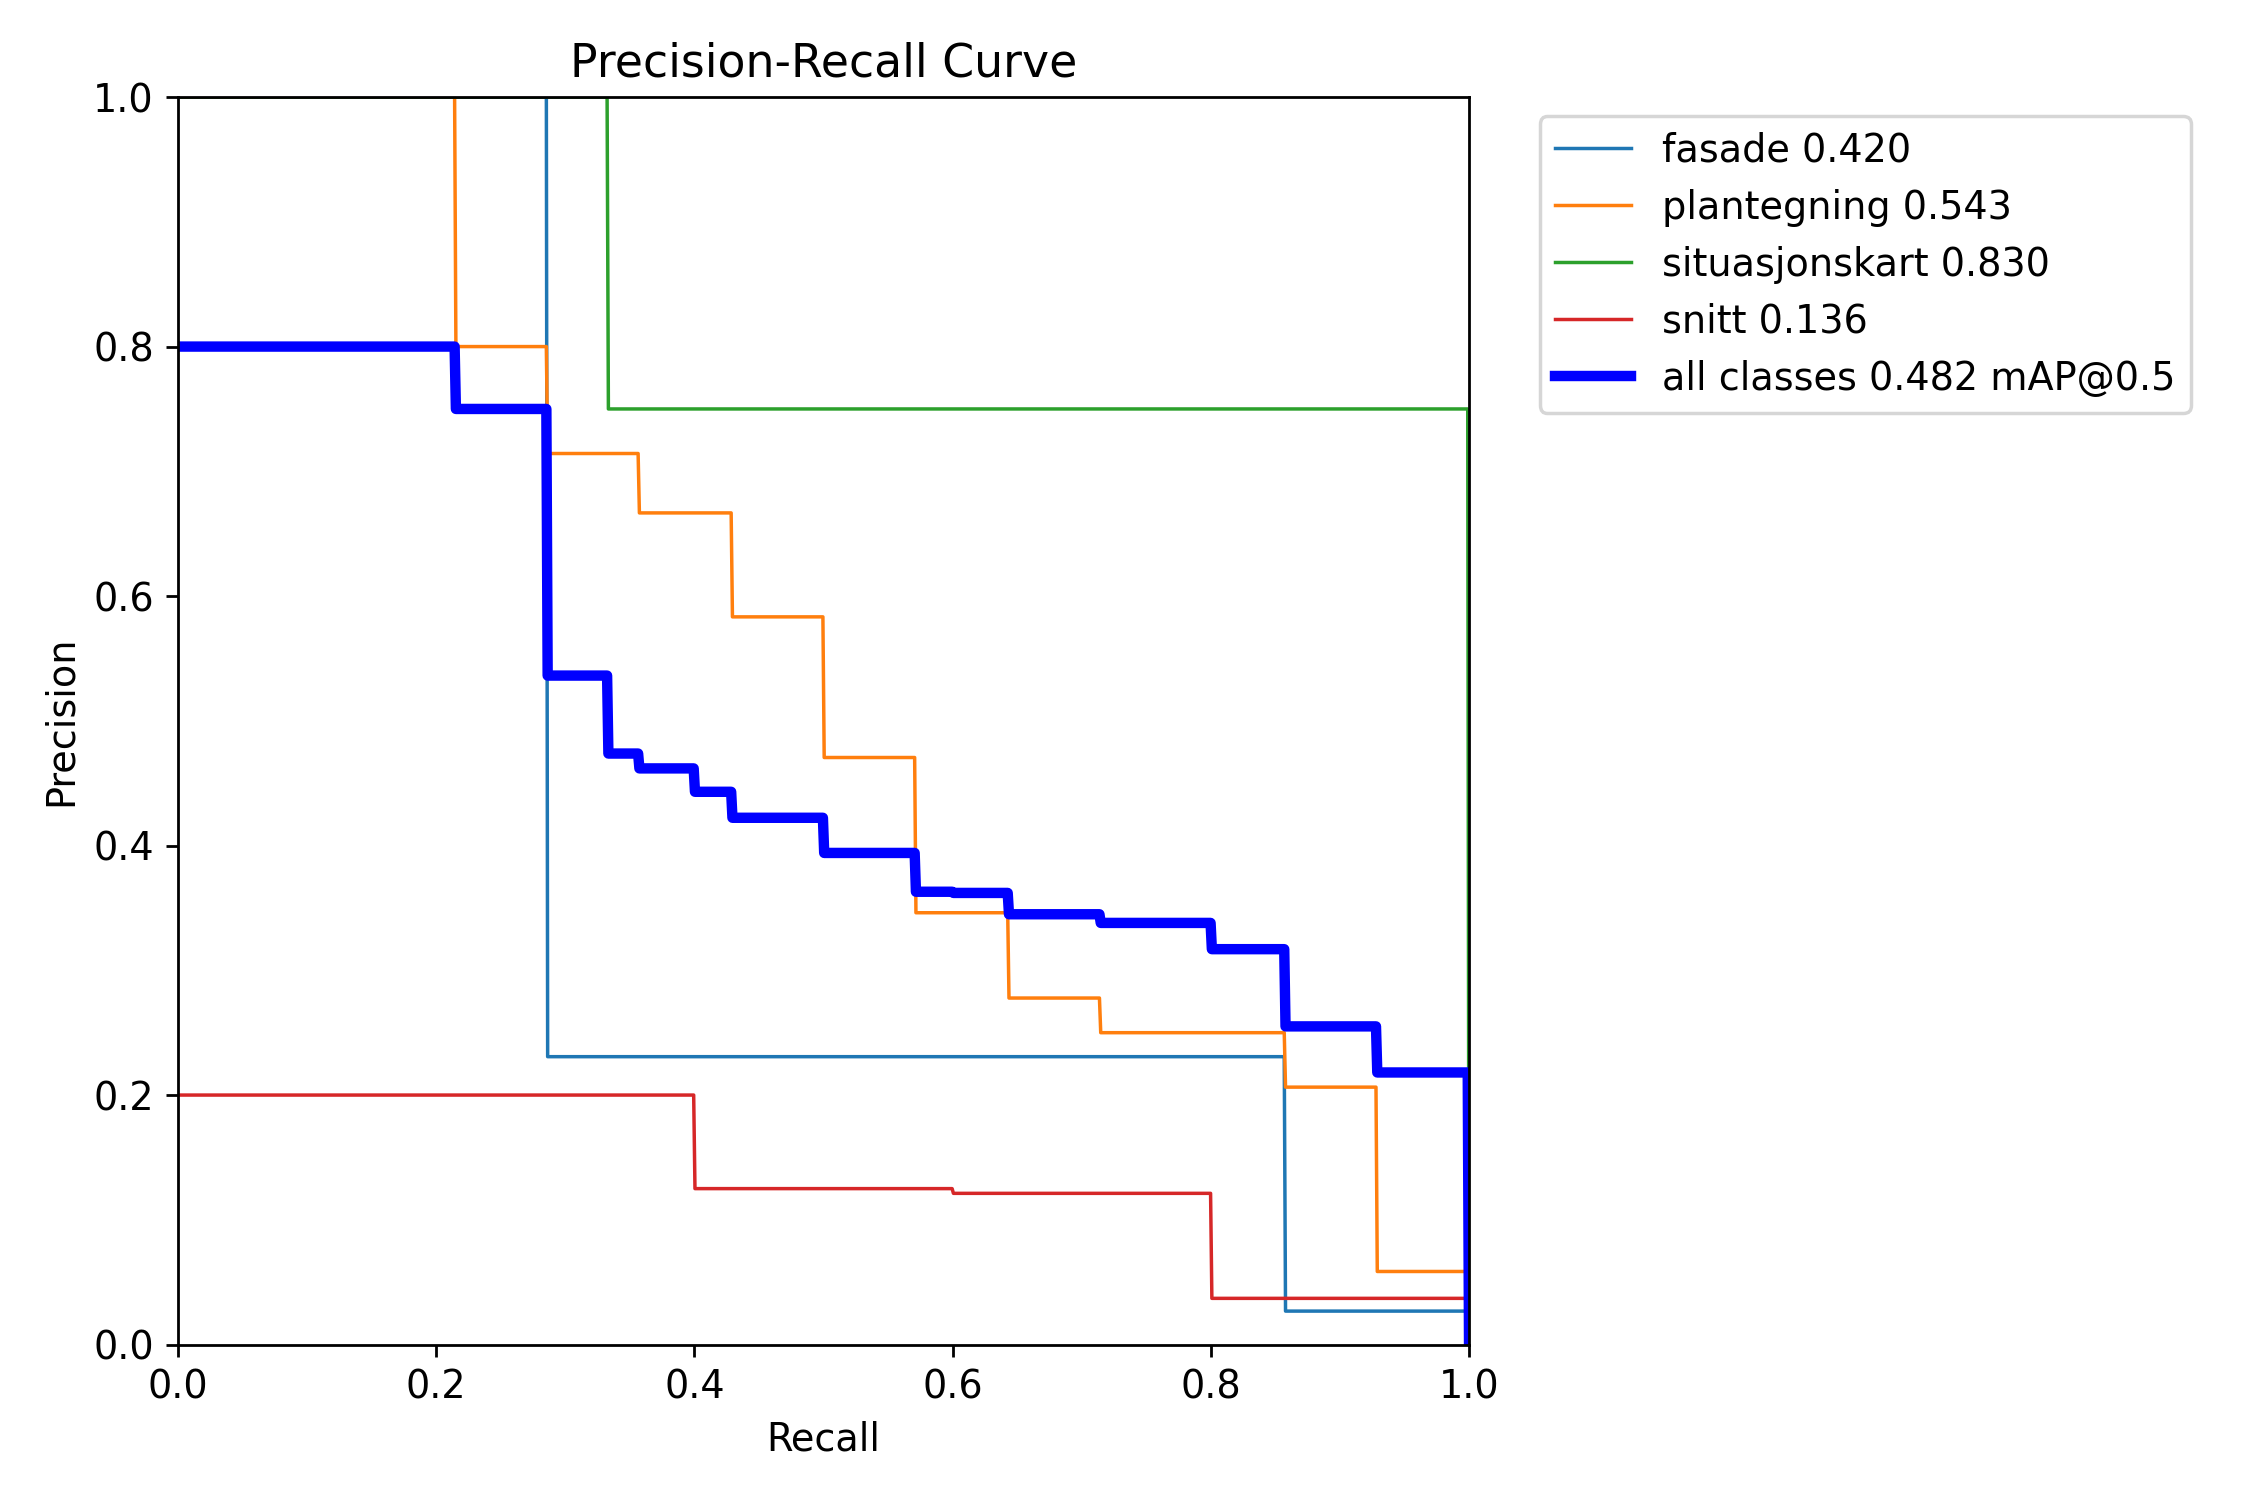 Precision-Recall Curve
1.0
0.8
0.6
0.4
0.2
0.0
Precision
0.0 0.2 0.4 0.6 0.8 1.0
Recall
fasade 0.420
plantegning 0.543
situasjonskart 0.830
snitt 0.136
all classes 0.482 mAP@0.5